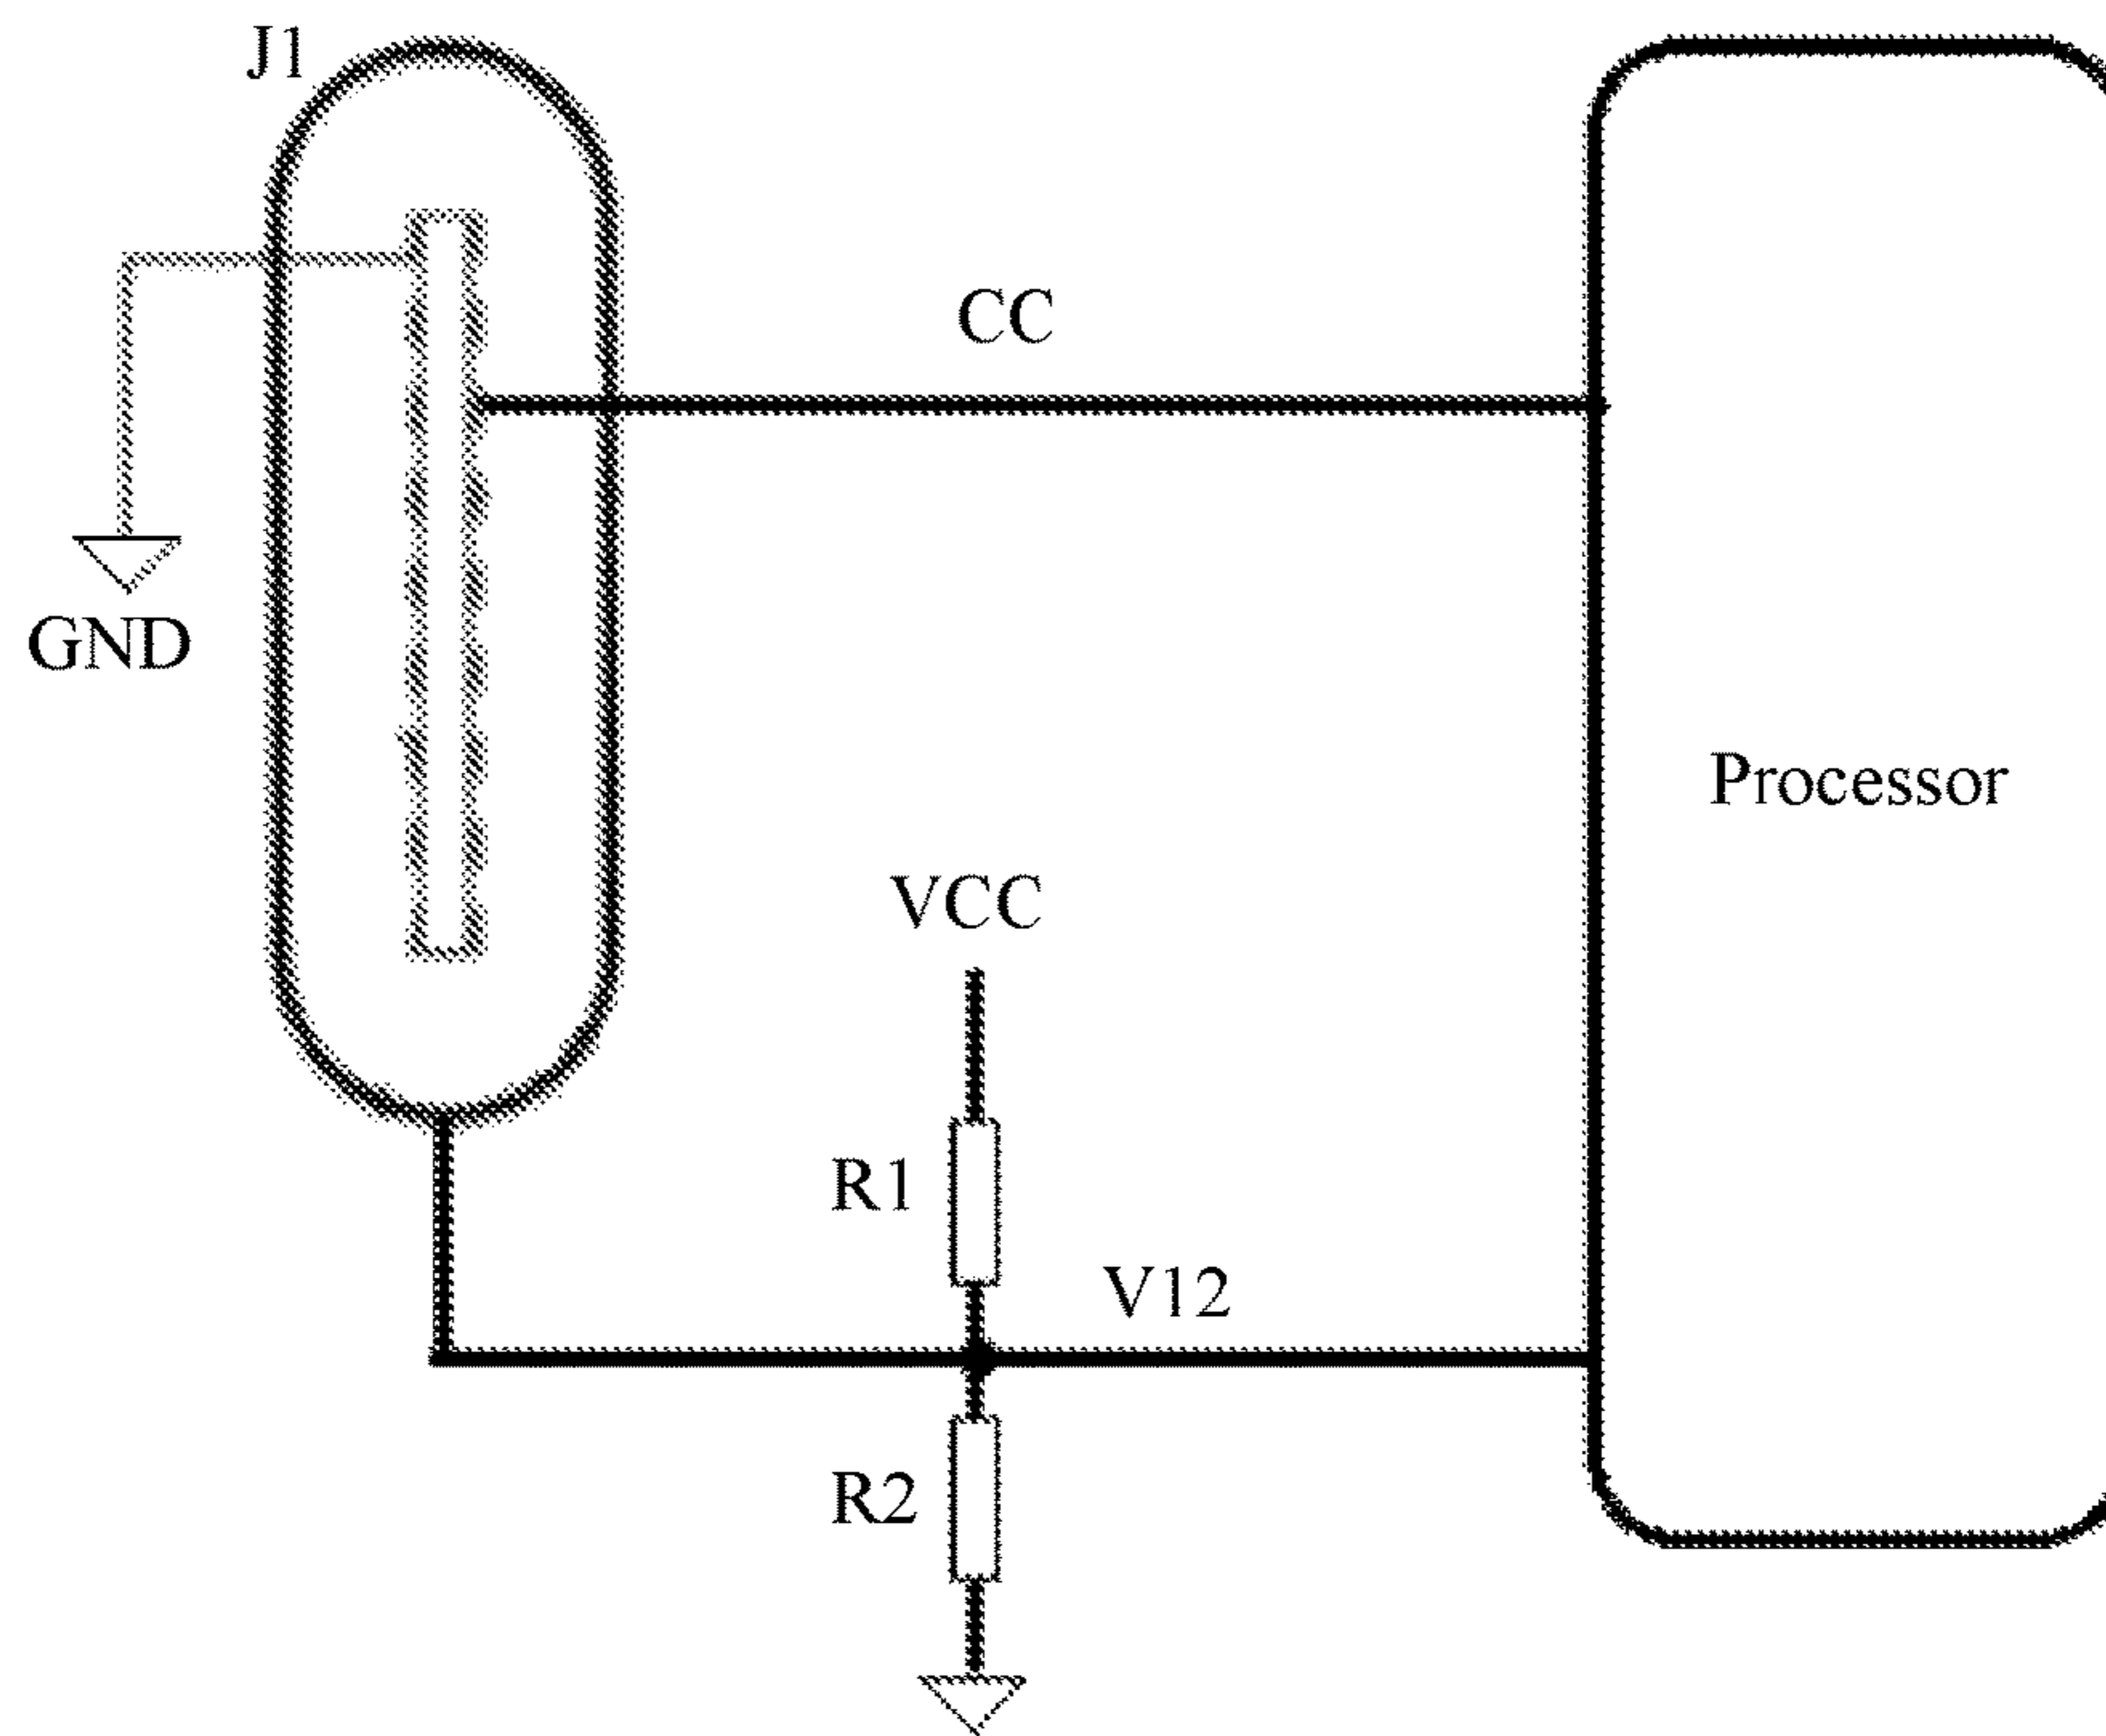 J1
CC
GND
Processor
VCC
R1
V12
R2